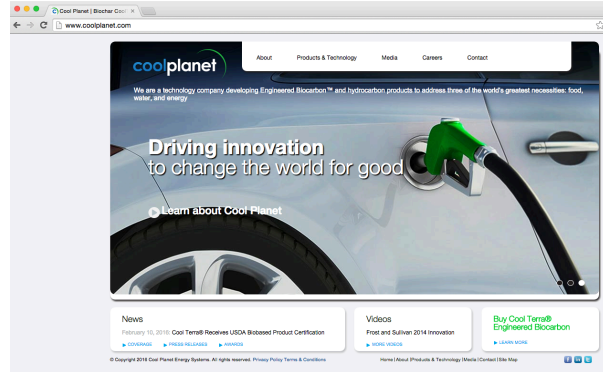 Cool Planet | Biochar Cool
www.coolplanet.com
coolplanet
About Products & Technology Media Careers Contact
We are a technology company developing Engineered Biocarbon™ and hydrocarbon products to address three of the world's greatest necessities: food,
water, and energy
Driving innovation
to change the world for good
Learn about Cool Planet
News
February 10, 2016: Cool Terra® Receives USDA Biobased Product Certification
COVERAGE PRESS RELEASES AWARDS
Videos
Frost and Sullivan 2014 Innovation
MORE VIDEOS
Buy Cool Terra®
Engineered Biocarbon
LEARN MORE
© Copyright 2016 Cool Planet Energy Systems. All rights reserved. Privacy Policy Terms & Conditions
Home | About | Products & Technology | Media | Contact | Site Map